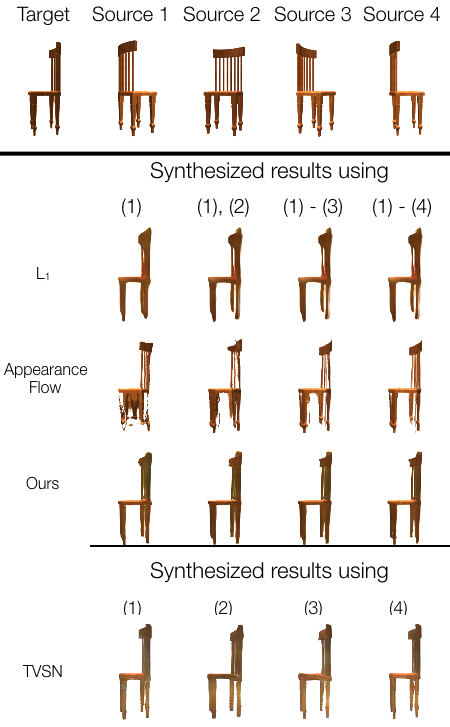 Target Source 1 Source 2 Source 3 Source 4
Synthesized results using
(1) (1), (2) (1) - (3) (1) - (4)
L₁
Appearance
Flow
Ours
Synthesized results using
(1) (2) (3) (4)
TVSN